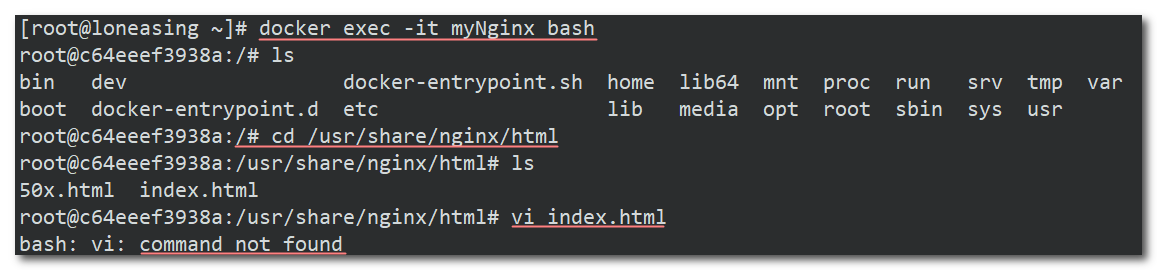 [root@loneasing ~]# docker exec -it myNginx bash
root@c64eeef3938a:/# ls
bin   dev                  docker-entrypoint.sh  home  lib64  mnt  proc  run   srv  tmp  var
boot  docker-entrypoint.d  etc                   lib   media  opt  root  sbin  sys  usr
root@c64eeef3938a:/# cd /usr/share/nginx/html
root@c64eeef3938a:/usr/share/nginx/html# ls
50x.html  index.html
root@c64eeef3938a:/usr/share/nginx/html# vi index.html
bash: vi: command not found